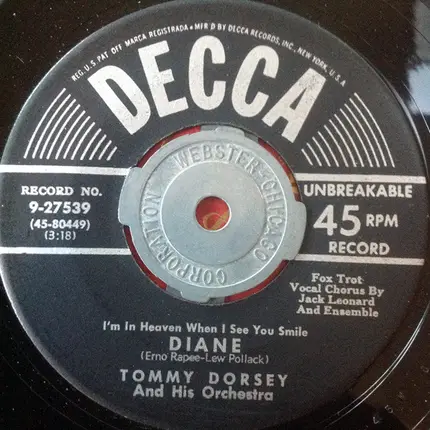 REG. U.S. PAT. OFF. MARCA REGISTRADA • MF'R D BY DECCA RECORDS, INC., NEW YORK, U.S.A.
DECCA
WEBSTER-CHICAGO CORPORATION
RECORD NO.
9-27539
(45-80449)
(3:18)
UNBREAKABLE
45 RPM
RECORD
Fox Trot
Vocal Chorus By
Jack Leonard
And Ensemble
I'm In Heaven When I See You Smile
DIANE
(Erno Rapee-Lew Pollack)
TOMMY DORSEY
And His Orchestra